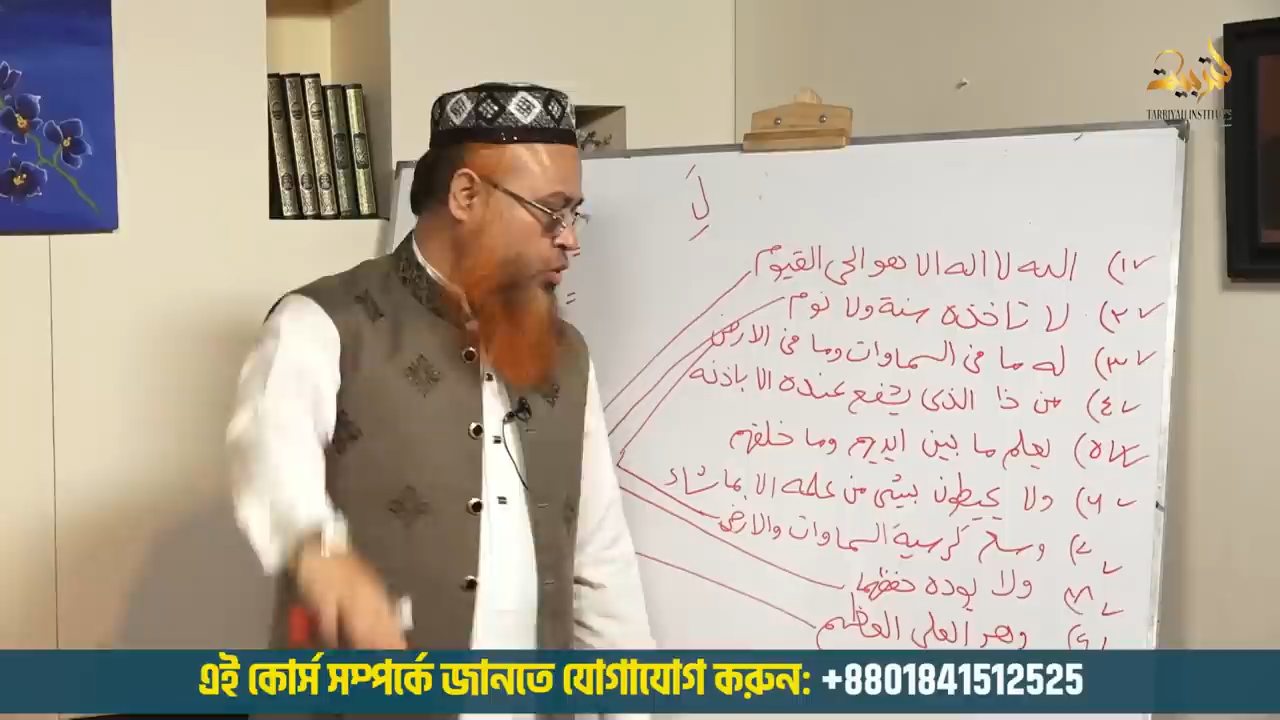 التربية
TARBIYAH INSTITUTE
لِ
١) الله لا اله الا هو الحي القيوم
٢) لا تاخذه سنة ولا نوم
٣) له ما في السماوات وما في الارض
٤) من ذا الذي يشفع عنده الا باذنه
٥) يعلم ما بين ايديهم وما خلفهم
٦) ولا يحيطون بشئ من علمه الا بما شاء
٧) وسع كرسيه السماوات والارض
٨) ولا يوده حفظهما
٩) وهو العلي العظيم
এই কোর্স সম্পর্কে জানতে যোগাযোগ করুন: +8801841512525